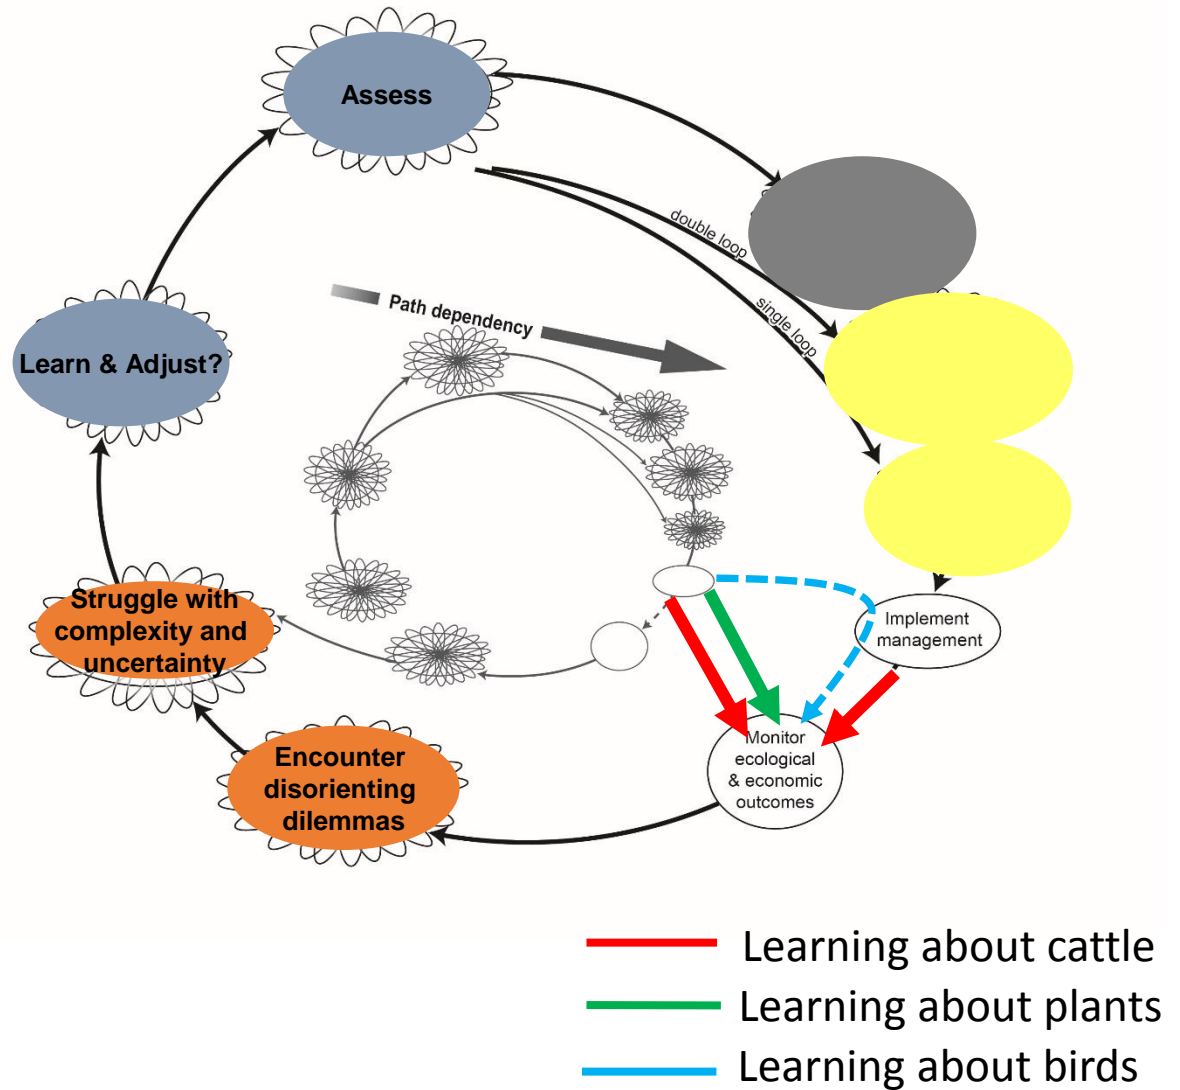 Assess
double loop
single loop
Path dependency
Learn & Adjust?
Struggle with
complexity and
uncertainty
Implement
management
Monitor
ecological
& economic
outcomes
Encounter
disorienting
dilemmas
Learning about cattle
Learning about plants
Learning about birds